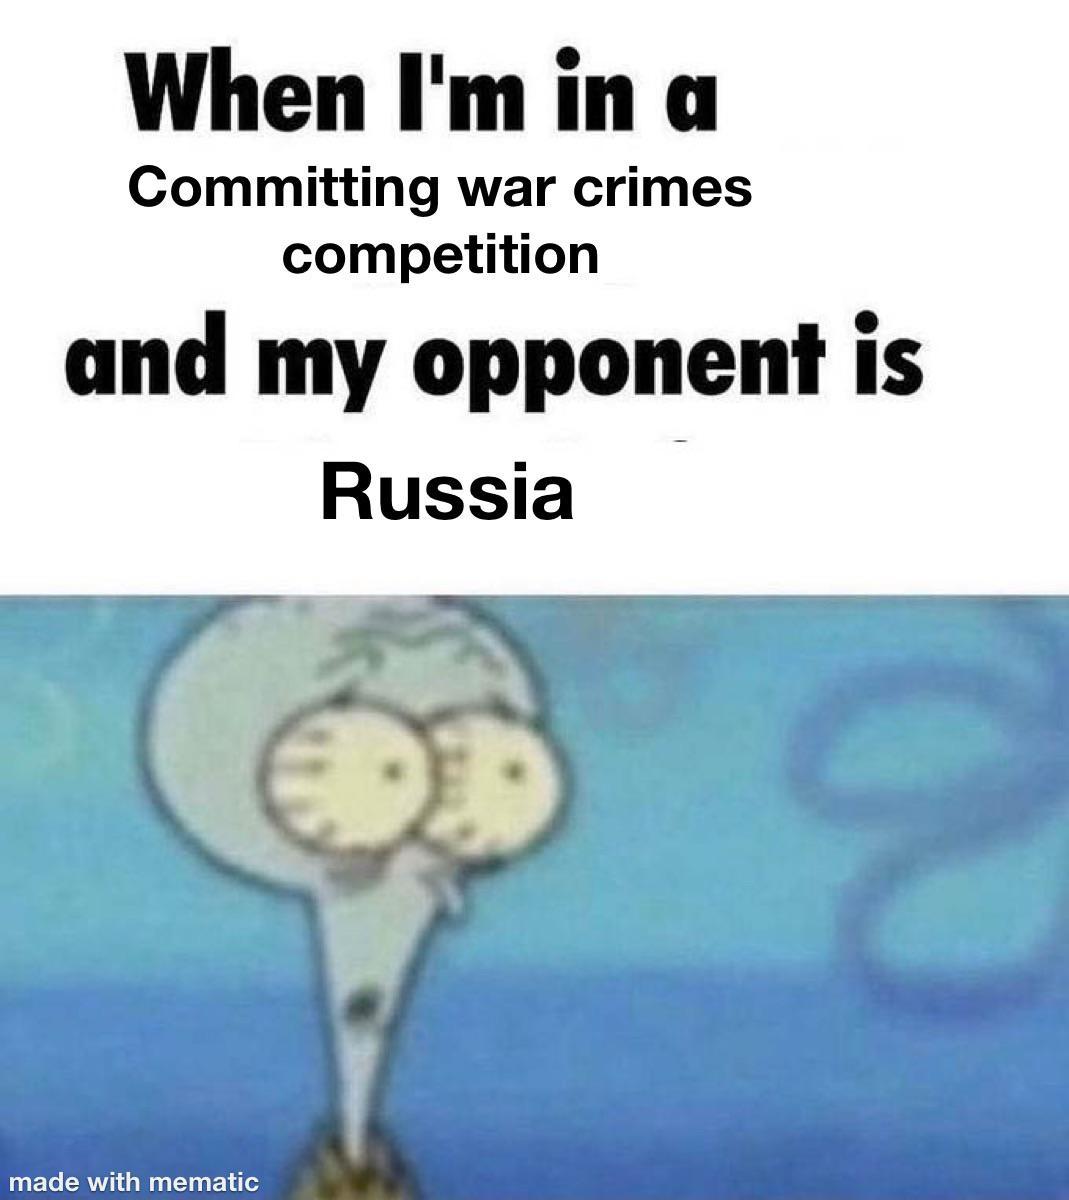 When I'm in a
Committing war crimes
competition
and my opponent is
Russia
made with mematic